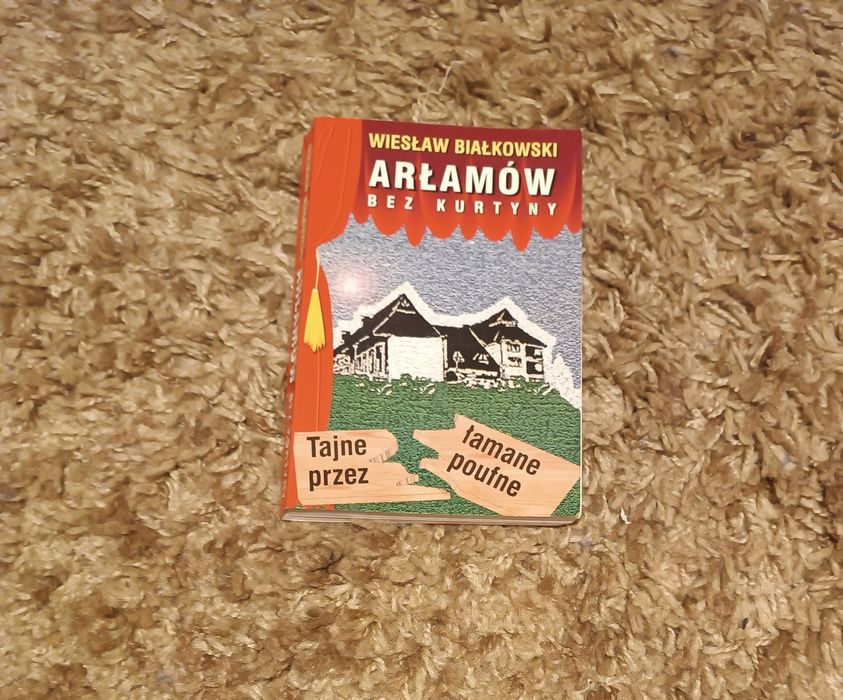 WIESŁAW BIAŁKOWSKI
ARŁAMÓW
BEZ KURTYNY
Tajne
przez
łamane
poufne